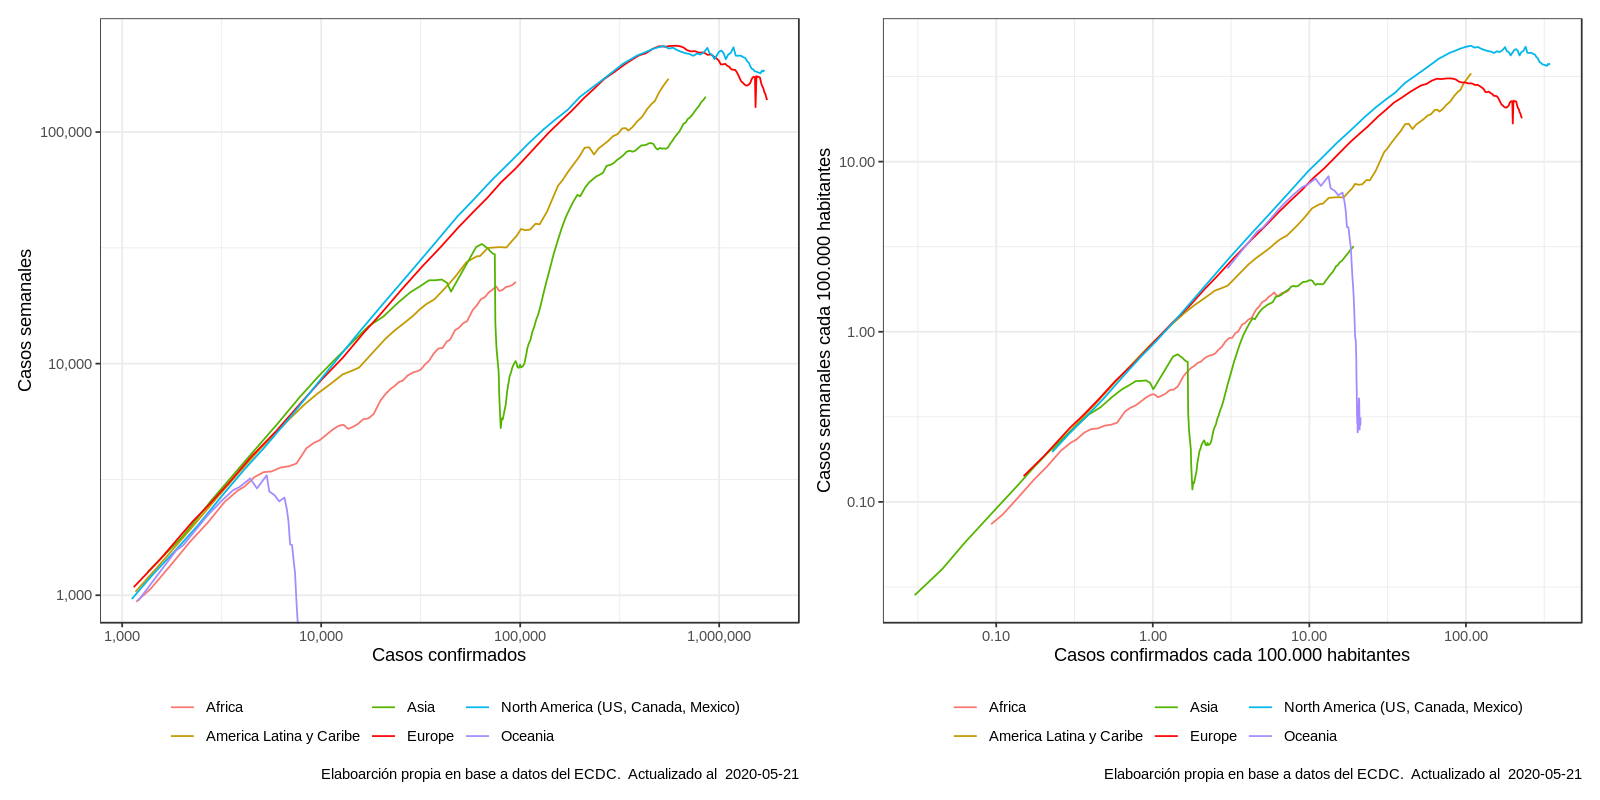 Casos semanales
100,000
10,000
1,000
1,000
10,000
100,000
1,000,000
Casos confirmados
Africa
Asia
North America (US, Canada, Mexico)
America Latina y Caribe
Europe
Oceania
Elaboarción propia en base a datos del ECDC.  Actualizado al  2020-05-21
Casos semanales cada 100.000 habitantes
10.00
1.00
0.10
0.10
1.00
10.00
100.00
Casos confirmados cada 100.000 habitantes
Africa
Asia
North America (US, Canada, Mexico)
America Latina y Caribe
Europe
Oceania
Elaboarción propia en base a datos del ECDC.  Actualizado al  2020-05-21